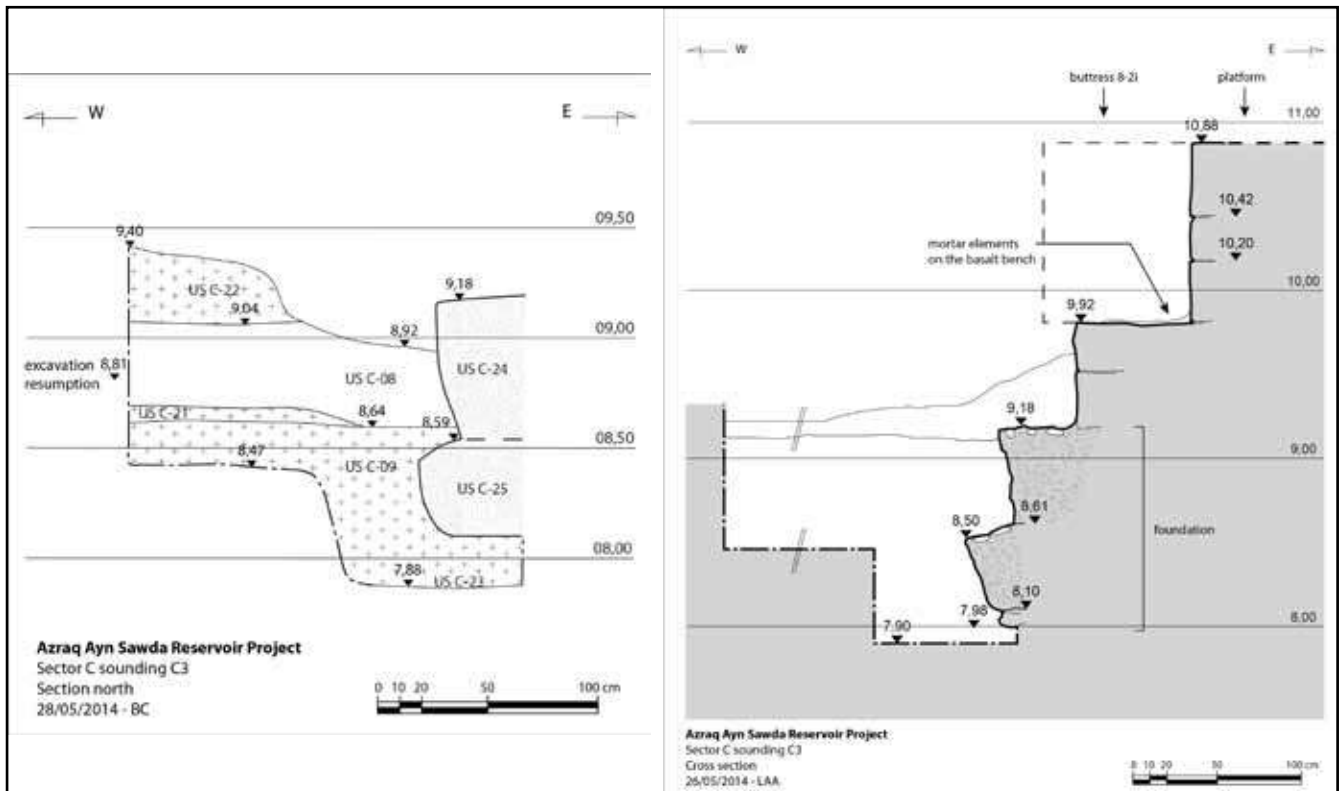 W
E
09,50
9,40
US C-22
9,18
9,04
09,00
8,92
excavation 8,81
resumption
US C-24
US C-08
US C-21
8,64
8,59
08,50
8,47
US C-09
US C-25
08,00
7,88
US C-23
Azraq Ayn Sawda Reservoir Project
Sector C sounding C3
Section north
28/05/2014 - BC
0 10 20 50 100 cm
W
E
buttress 8-2i
platform
11,00
10,88
10,42
10,20
mortar elements
on the basalt bench
10,00
9,92
9,18
9,00
8,61
8,50
foundation
8,10
7,98
8,00
7,90
Azraq Ayn Sawda Reservoir Project
Sector C sounding C3
Cross section
26/05/2014 - LAA
0 10 20 50 100 cm